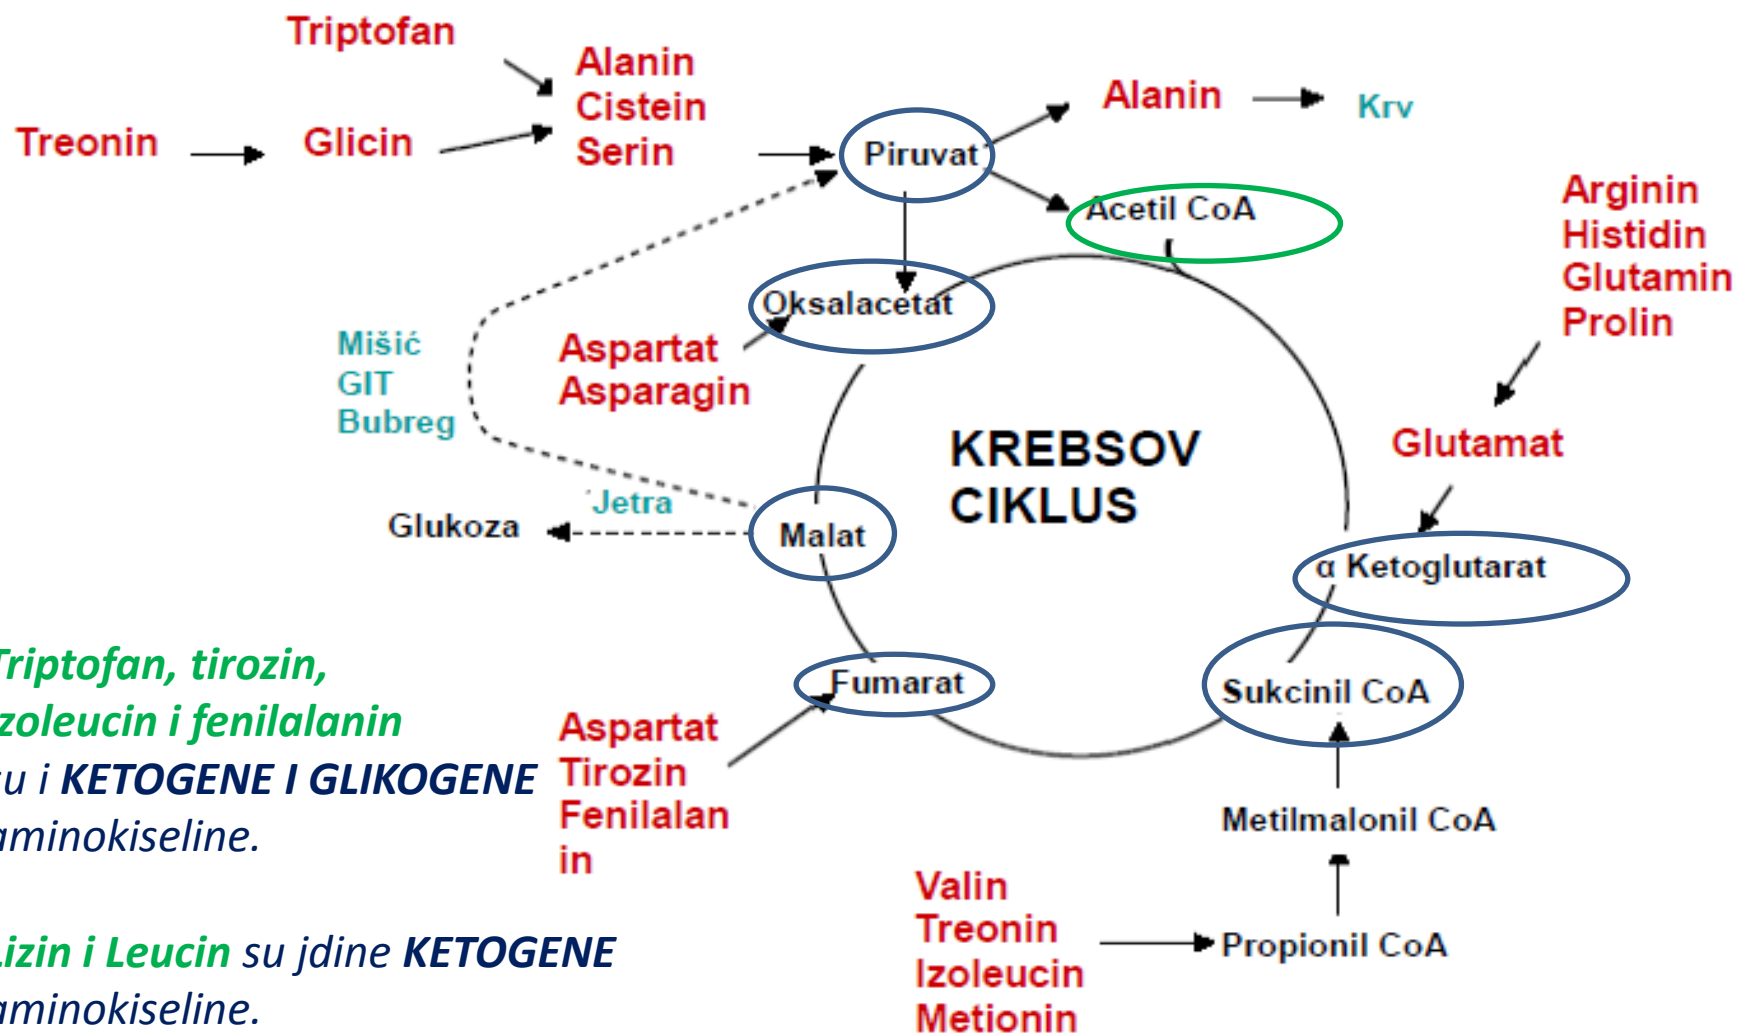 Triptofan
Alanin
Cistein
Serin
Treonin
Glicin
Piruvat
Alanin
Krv
Acetil CoA
Arginin
Histidin
Glutamin
Prolin
Oksalacetat
Mišić
GIT
Bubreg
Aspartat
Asparagin
KREBSOV
CIKLUS
Glutamat
Jetra
Glukoza
Malat
α Ketoglutarat
Fumarat
Sukcinil CoA
Triptofan, tirozin,
zoleucin i fenilalanin
su i KETOGENE I GLIKOGENE
aminokiseline.
Aspartat
Tirozin
Fenilalan
in
Metilmalonil CoA
Valin
Treonin
Izoleucin
Metionin
Propionil CoA
Lizin i Leucin su jdine KETOGENE
aminokiseline.